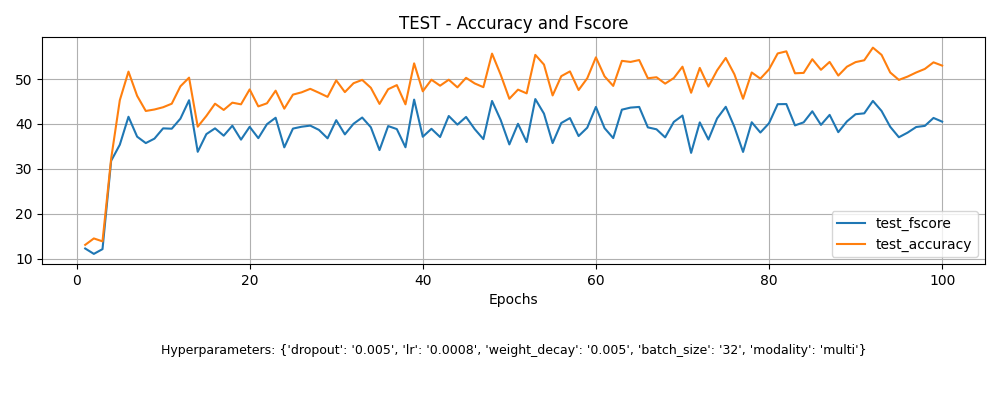 TEST - Accuracy and Fscore
50
40
30
20
10
test_fscore
test_accuracy
0 20 40 60 80 100
Epochs
Hyperparameters: {'dropout': '0.005', 'lr': '0.0008', 'weight_decay': '0.005', 'batch_size': '32', 'modality': 'multi'}